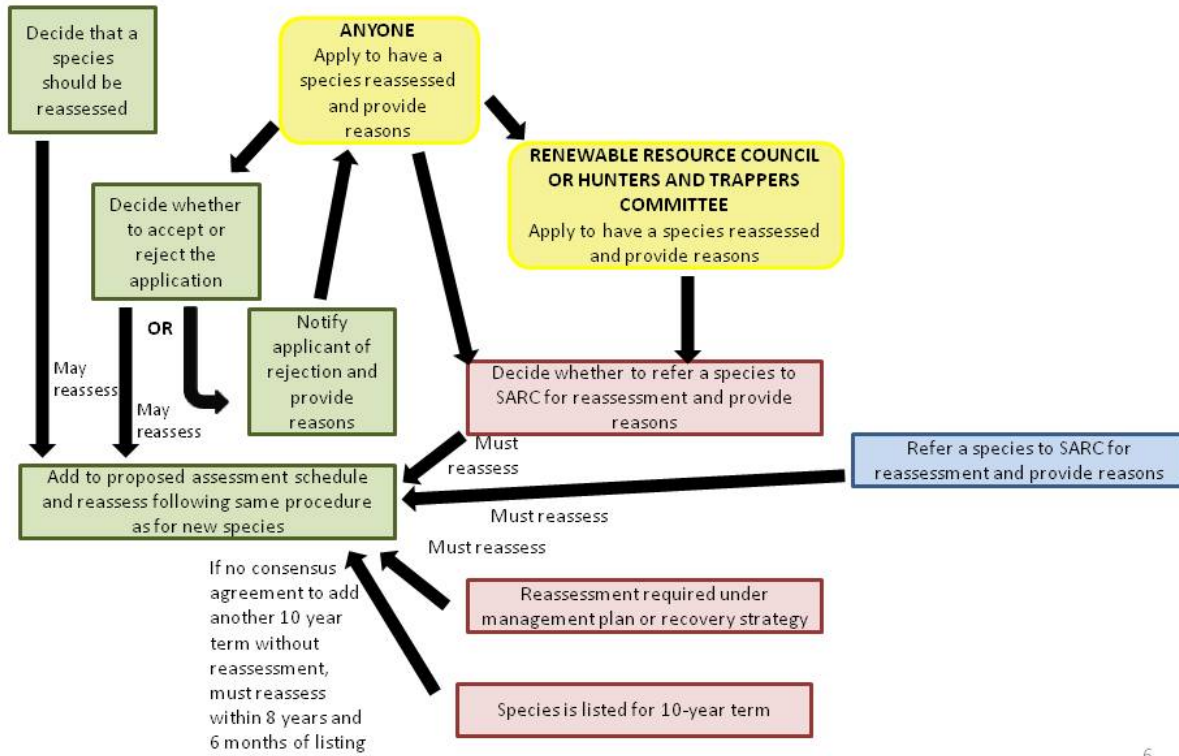 Decide that a
species
should be
reassessed
ANYONE
Apply to have a
species reassessed
and provide
reasons
RENEWABLE RESOURCE COUNCIL
OR HUNTERS AND TRAPPERS
COMMITTEE
Apply to have a species reassessed
and provide reasons
Decide whether
to accept or
reject the
application
OR
Notify
applicant of
rejection and
provide
reasons
May
reassess
May
reassess
Decide whether to refer a species to
SARC for reassessment and provide
reasons
Must
reassess
Refer a species to SARC for
reassessment and provide reasons
Add to proposed assessment schedule
and reassess following same procedure
as for new species
Must reassess
Must reassess
If no consensus
agreement to add
another 10 year
term without
reassessment,
must reassess
within 8 years and
6 months of listing
Reassessment required under
management plan or recovery strategy
Species is listed for 10-year term
6